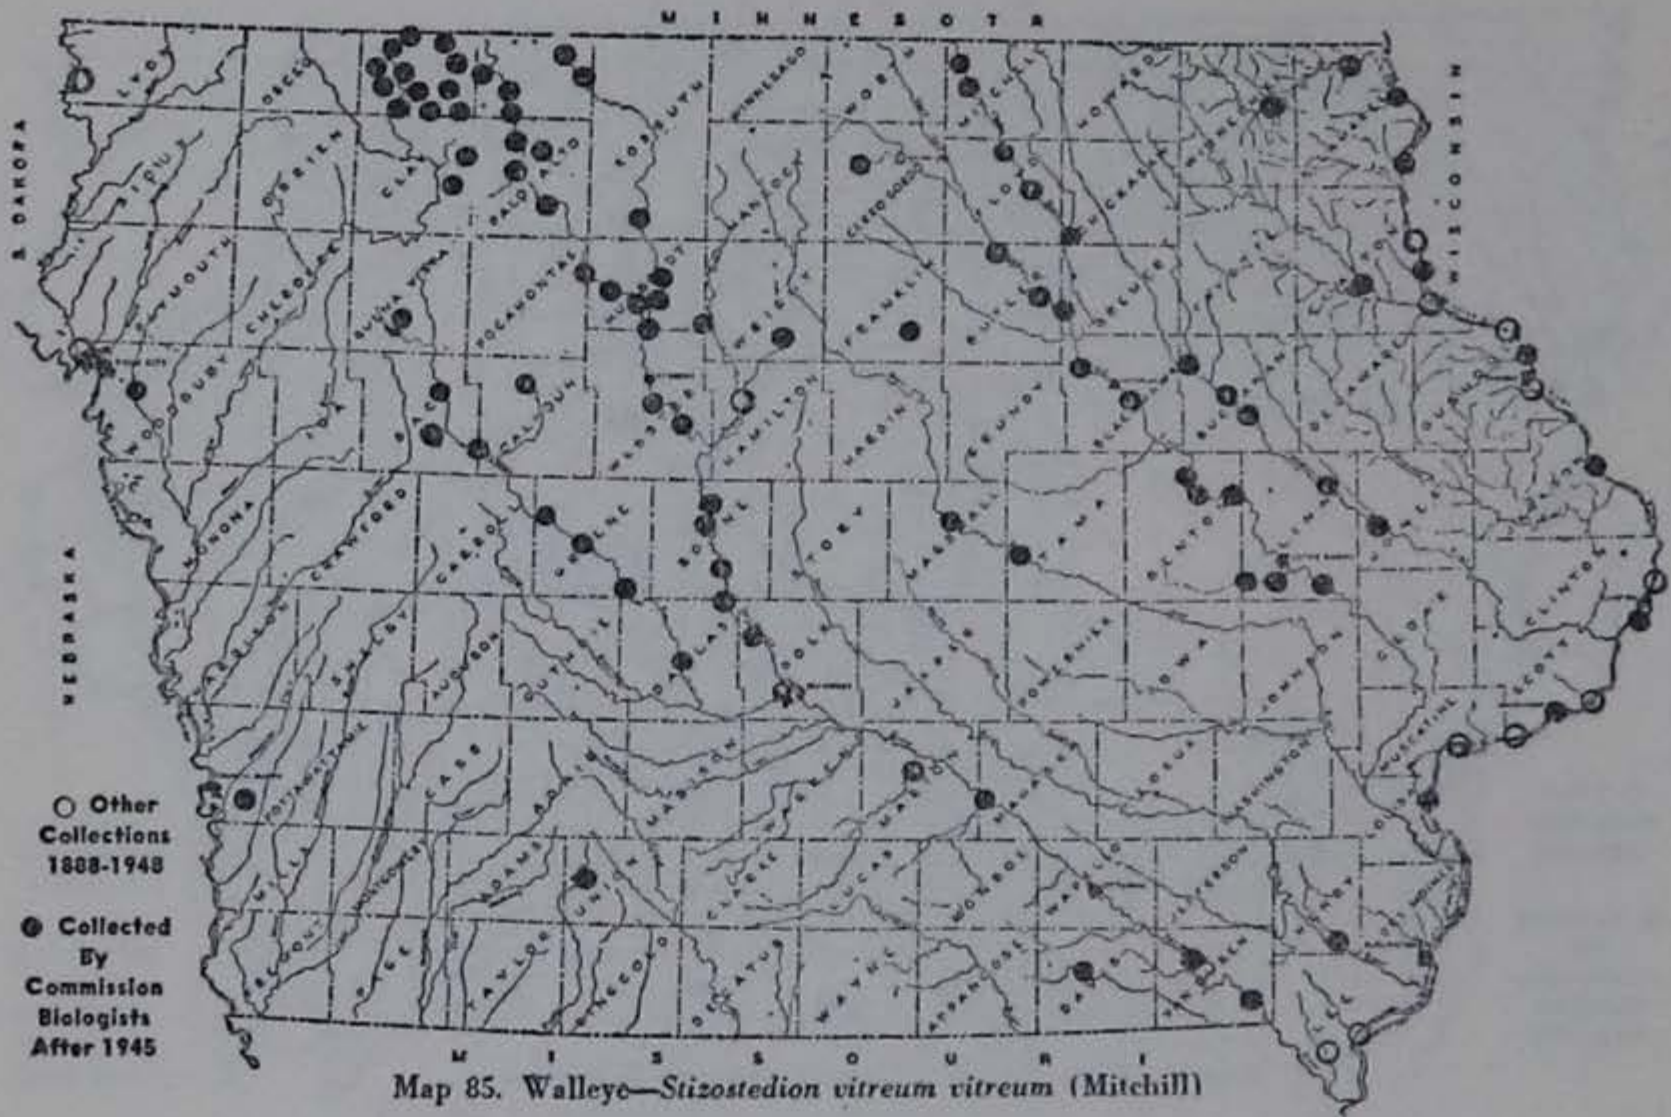 MINNESOTA
S. DAKOTA
WISCONSIN
NEBRASKA
LYO
OSCEO
KOSSUTH
WINNEBAGO
WORTH
MITCHELL
HOWARD
SIOUX
OBRIEN
CLAY
PALO ALTO
HANCOCK
CERRO GORDO
FLOYD
CHICKASAW
CLAYTON
PLYMOUTH
CHEROKEE
BUENA VISTA
POCAHONTAS
HUMBOLDT
WRIGHT
FRANKLIN
BUTLER
BREMER
FAYETTE
WOODBURY
IDA
SAC
CALHOUN
WEBSTER
HAMILTON
HARDIN
GRUNDY
BLACK
BUCHANAN
DELAWARE
DUBUQUE
MONONA
CRAWFORD
CARROLL
GREENE
BOONE
STORY
MARSHALL
TAMA
BENTON
LINN
JONES
CLINTON
HARRISON
SHELBY
AUDUBON
GUTHRIE
DALLAS
POLK
JASPER
POWESHIEK
IOWA
JOHNSON
CEDAR
SCOTT
MUSCATINE
POTTAWATTAMIE
CASS
ADAIR
MADISON
WARREN
MARION
MAHASKA
KEOKUK
WASHINGTON
LOUISA
MILLS
MONTGOMERY
ADAMS
UNION
CLARKE
LUCAS
MONROE
WAPELLO
JEFFERSON
HENRY
DES MOINES
FREMONT
PAGE
TAYLOR
RINGGOLD
DECATUR
WAYNE
APPANOOSE
DAVIS
VAN BUREN
LEE
Other
Collections
1888-1948
Collected
By
Commission
Biologists
After 1945
MISSOURI
Map 85. Walleye—Stizostedion vitreum vitreum (Mitchill)